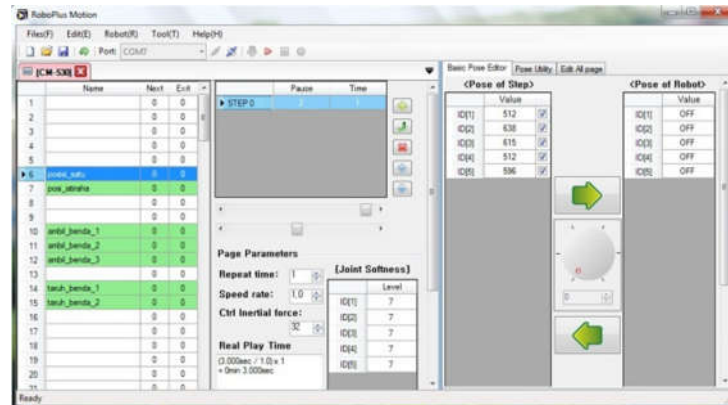 RoboPlus Motion
Files(F) Edit(E) Robot(R) Tool(T) Help(H)
Port: COM7
[CM-530]
Name Next Exit
1 0 0
2 0 0
3 0 0
4 0 0
5 0 0
6 0 0
7 0 0
8 0 0
9 0 0
10 ambil_benda_1 0 0
11 ambil_benda_2 0 0
12 ambil_benda_3 0 0
13 0 0
14 taruh_benda_1 0 0
15 taruh_benda_2 0 0
16 0 0
17 0 0
18 0 0
19 0 0
20 0 0
21 0 0
Pause Time
STEP 0
Page Parameters
Repeat time: 1
Speed rate: 1,0
Ctrl Inertial force:
32
Real Play Time
(3.000sec / 1.0) x 1
= 0min 3.000sec
[Joint Softness]
Level
ID[1] 7
ID[2] 7
ID[3] 7
ID[4] 7
ID[5] 7
Basic Pose Editor Pose Utility Edit All page
<Pose of Step>
Value
ID[1] 512
ID[2] 638
ID[3] 615
ID[4] 512
ID[5] 596
0
<Pose of Robot>
Value
ID[1] OFF
ID[2] OFF
ID[3] OFF
ID[4] OFF
ID[5] OFF
Ready